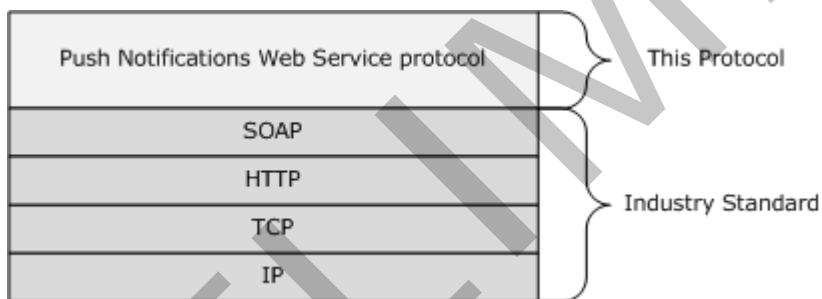 Push Notifications Web Service protocol
This Protocol
SOAP
HTTP
TCP
IP
Industry Standard